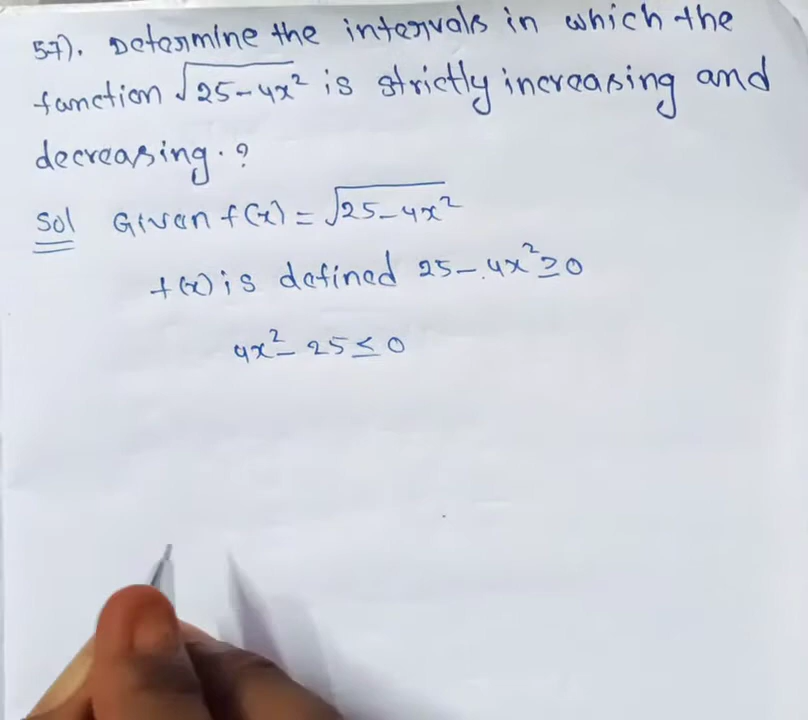 57). Determine the intervals in which the
function √25-4x² is strictly increasing and
decreasing.?
Sol Given f(x) = √25-4x²
f(x) is defined 25-4x² ≥ 0
4x² - 25 ≤ 0